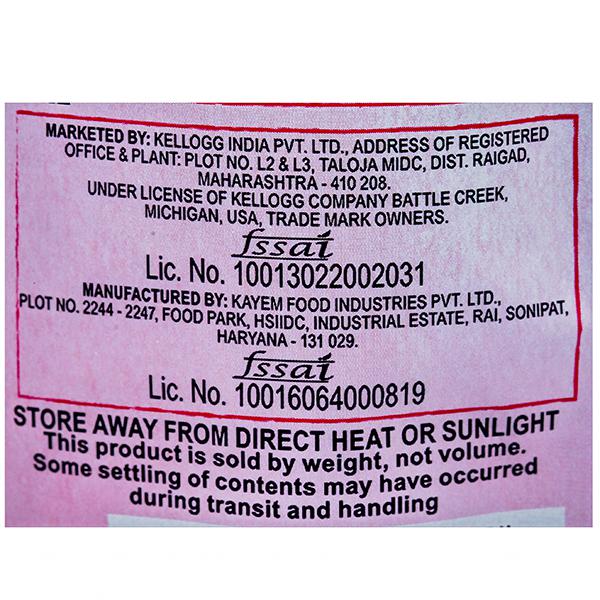 MARKETED BY: KELLOGG INDIA PVT. LTD., ADDRESS OF REGISTERED
OFFICE & PLANT: PLOT NO. L2 & L3, TALOJA MIDC, DIST. RAIGAD,
MAHARASHTRA - 410 208.
UNDER LICENSE OF KELLOGG COMPANY BATTLE CREEK,
MICHIGAN, USA, TRADE MARK OWNERS.
fssai
Lic. No. 10013022002031
MANUFACTURED BY: KAYEM FOOD INDUSTRIES PVT. LTD.,
PLOT NO. 2244 - 2247, FOOD PARK, HSIIDC, INDUSTRIAL ESTATE, RAI, SONIPAT,
HARYANA - 131 029.
fssai
Lic. No. 10016064000819
STORE AWAY FROM DIRECT HEAT OR SUNLIGHT
This product is sold by weight, not volume.
Some settling of contents may have occurred
during transit and handling